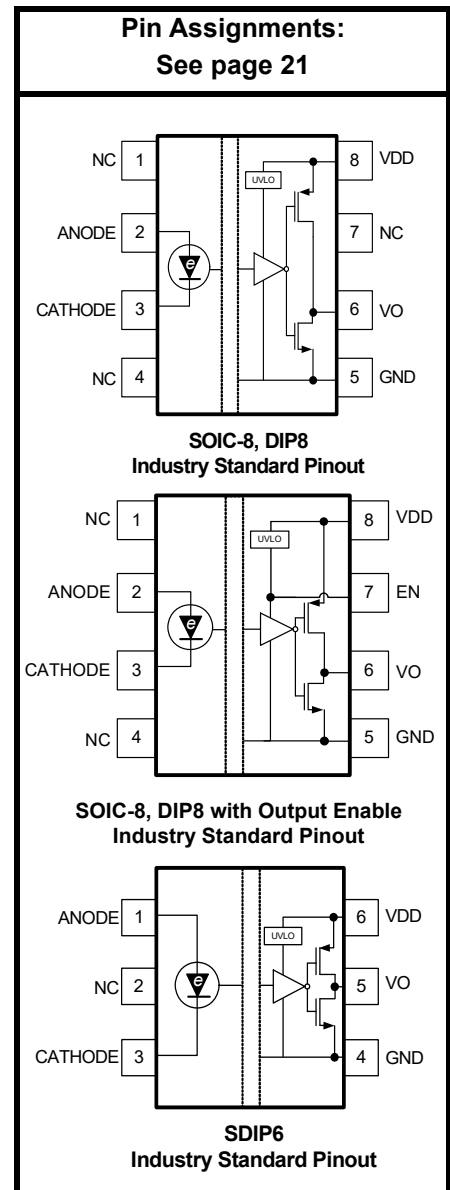 Pin Assignments:
See page 21
NC 1
8 VDD
UVLO
ANODE 2
7 NC
e
CATHODE 3
6 VO
NC 4
5 GND
SOIC-8, DIP8
Industry Standard Pinout
NC 1
8 VDD
UVLO
ANODE 2
7 EN
e
CATHODE 3
6 VO
NC 4
5 GND
SOIC-8, DIP8 with Output Enable
Industry Standard Pinout
ANODE 1
6 VDD
UVLO
NC 2
e
5 VO
CATHODE 3
4 GND
SDIP6
Industry Standard Pinout